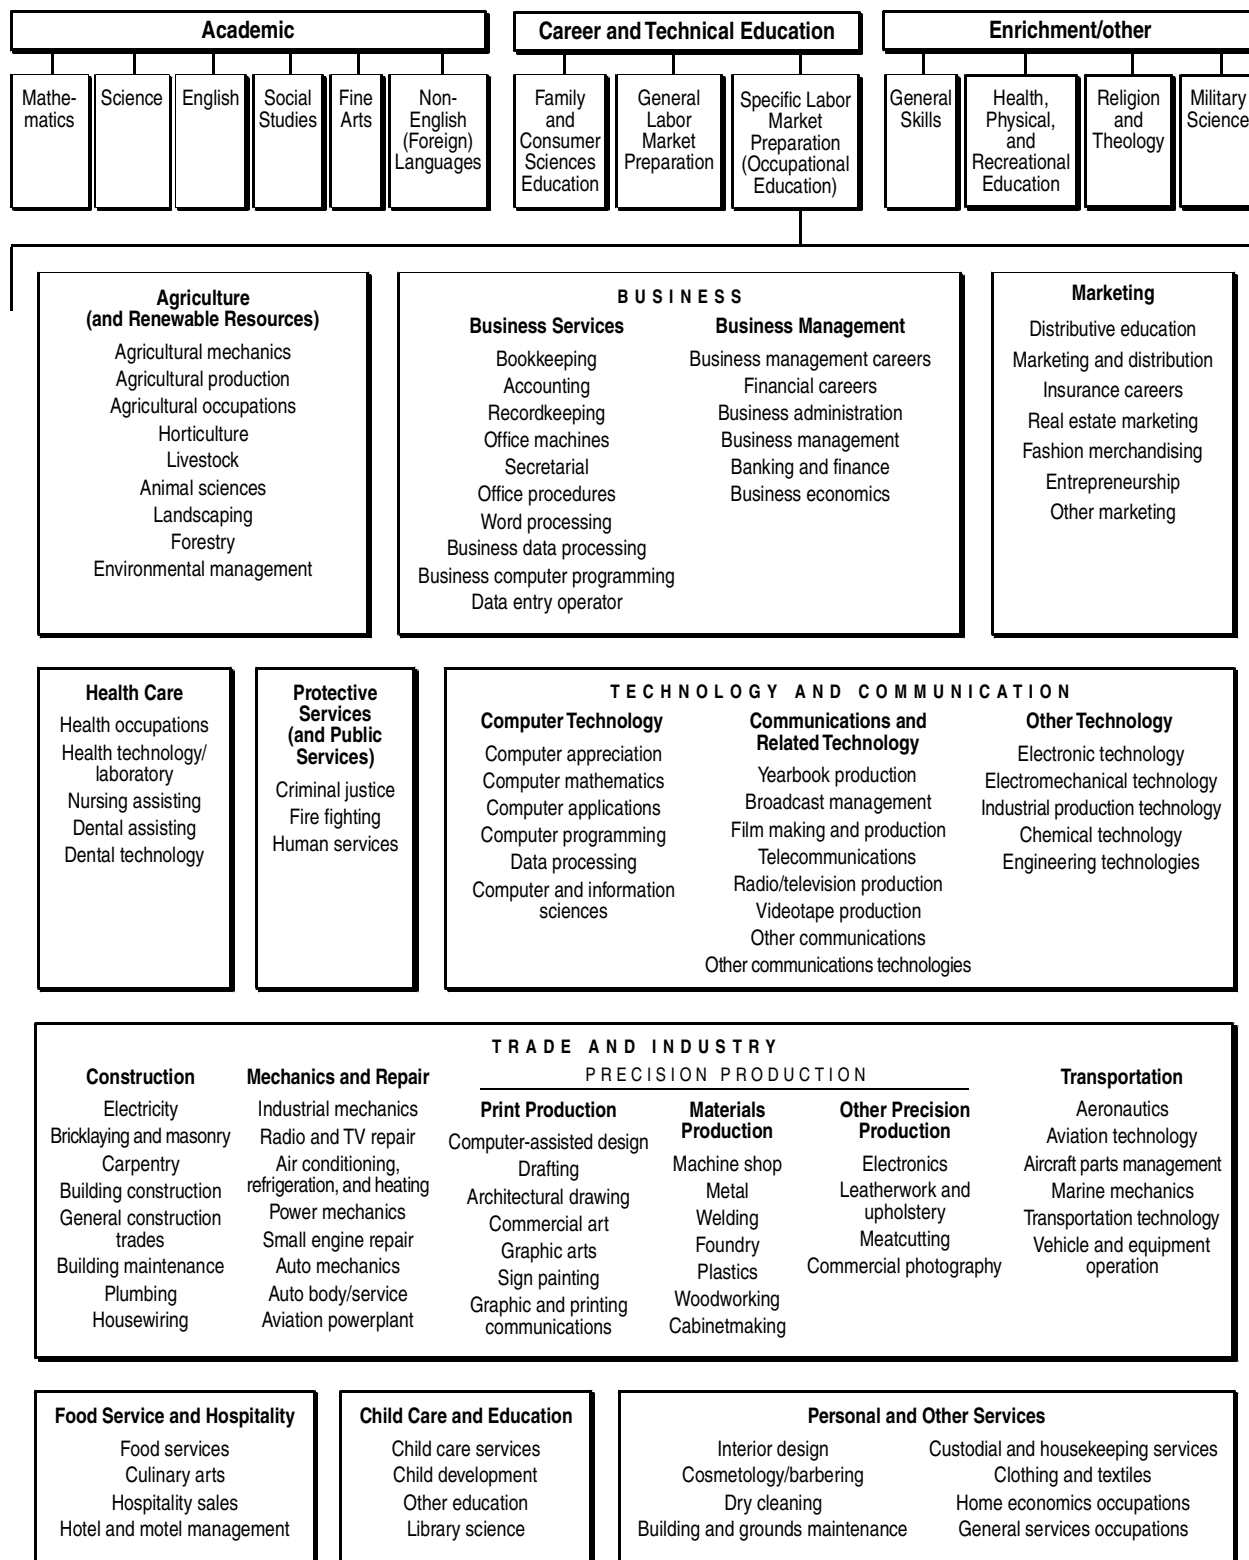 Academic
Career and Technical Education
Enrichment/other
Mathe-
matics
Science
English
Social
Studies
Fine
Arts
Non-
English
(Foreign)
Languages
Family
and
Consumer
Sciences
Education
General
Labor
Market
Preparation
Specific Labor
Market
Preparation
(Occupational
Education)
General
Skills
Health,
Physical,
and
Recreational
Education
Religion
and
Theology
Military
Science
Agriculture
(and Renewable Resources)
Agricultural mechanics
Agricultural production
Agricultural occupations
Horticulture
Livestock
Animal sciences
Landscaping
Forestry
Environmental management
BUSINESS
Business Services
Bookkeeping
Accounting
Recordkeeping
Office machines
Secretarial
Office procedures
Word processing
Business data processing
Business computer programming
Data entry operator
Business Management
Business management careers
Financial careers
Business administration
Business management
Banking and finance
Business economics
Marketing
Distributive education
Marketing and distribution
Insurance careers
Real estate marketing
Fashion merchandising
Entrepreneurship
Other marketing
Health Care
Health occupations
Health technology/
laboratory
Nursing assisting
Dental assisting
Dental technology
Protective
Services
(and Public
Services)
Criminal justice
Fire fighting
Human services
TECHNOLOGY AND COMMUNICATION
Computer Technology
Computer appreciation
Computer mathematics
Computer applications
Computer programming
Data processing
Computer and information
sciences
Communications and
Related Technology
Yearbook production
Broadcast management
Film making and production
Telecommunications
Radio/television production
Videotape production
Other communications
Other communications technologies
Other Technology
Electronic technology
Electromechanical technology
Industrial production technology
Chemical technology
Engineering technologies
TRADE AND INDUSTRY
Construction
Electricity
Bricklaying and masonry
Carpentry
Building construction
General construction
trades
Building maintenance
Plumbing
Housewiring
Mechanics and Repair
Industrial mechanics
Radio and TV repair
Air conditioning,
refrigeration, and heating
Power mechanics
Small engine repair
Auto mechanics
Auto body/service
Aviation powerplant
PRECISION PRODUCTION
Print Production
Computer-assisted design
Drafting
Architectural drawing
Commercial art
Graphic arts
Sign painting
Graphic and printing
communications
Materials
Production
Machine shop
Metal
Welding
Foundry
Plastics
Woodworking
Cabinetmaking
Other Precision
Production
Electronics
Leatherwork and
upholstery
Meatcutting
Commercial photography
Transportation
Aeronautics
Aviation technology
Aircraft parts management
Marine mechanics
Transportation technology
Vehicle and equipment
operation
Food Service and Hospitality
Food services
Culinary arts
Hospitality sales
Hotel and motel management
Child Care and Education
Child care services
Child development
Other education
Library science
Personal and Other Services
Interior design
Cosmetology/barbering
Dry cleaning
Building and grounds maintenance
Custodial and housekeeping services
Clothing and textiles
Home economics occupations
General services occupations